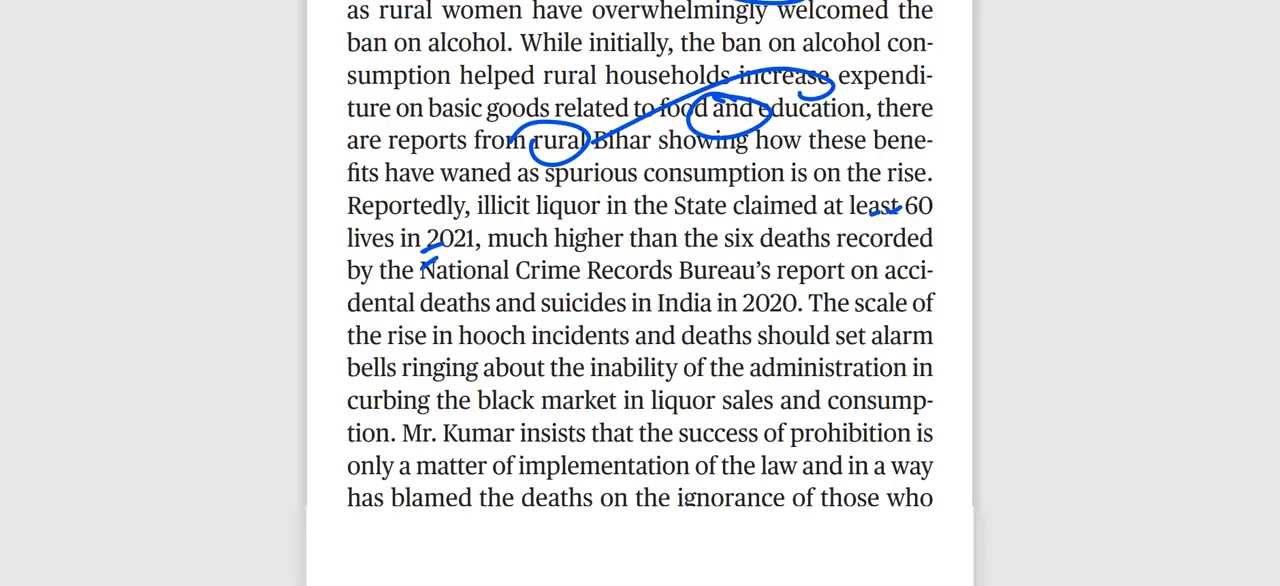 as rural women have overwhelmingly welcomed the
ban on alcohol. While initially, the ban on alcohol con-
sumption helped rural households increase expendi-
ture on basic goods related to food and education, there
are reports from rural Bihar showing how these bene-
fits have waned as spurious consumption is on the rise.
Reportedly, illicit liquor in the State claimed at least 60
lives in 2021, much higher than the six deaths recorded
by the National Crime Records Bureau’s report on acci-
dental deaths and suicides in India in 2020. The scale of
the rise in hooch incidents and deaths should set alarm
bells ringing about the inability of the administration in
curbing the black market in liquor sales and consump-
tion. Mr. Kumar insists that the success of prohibition is
only a matter of implementation of the law and in a way
has blamed the deaths on the ignorance of those who